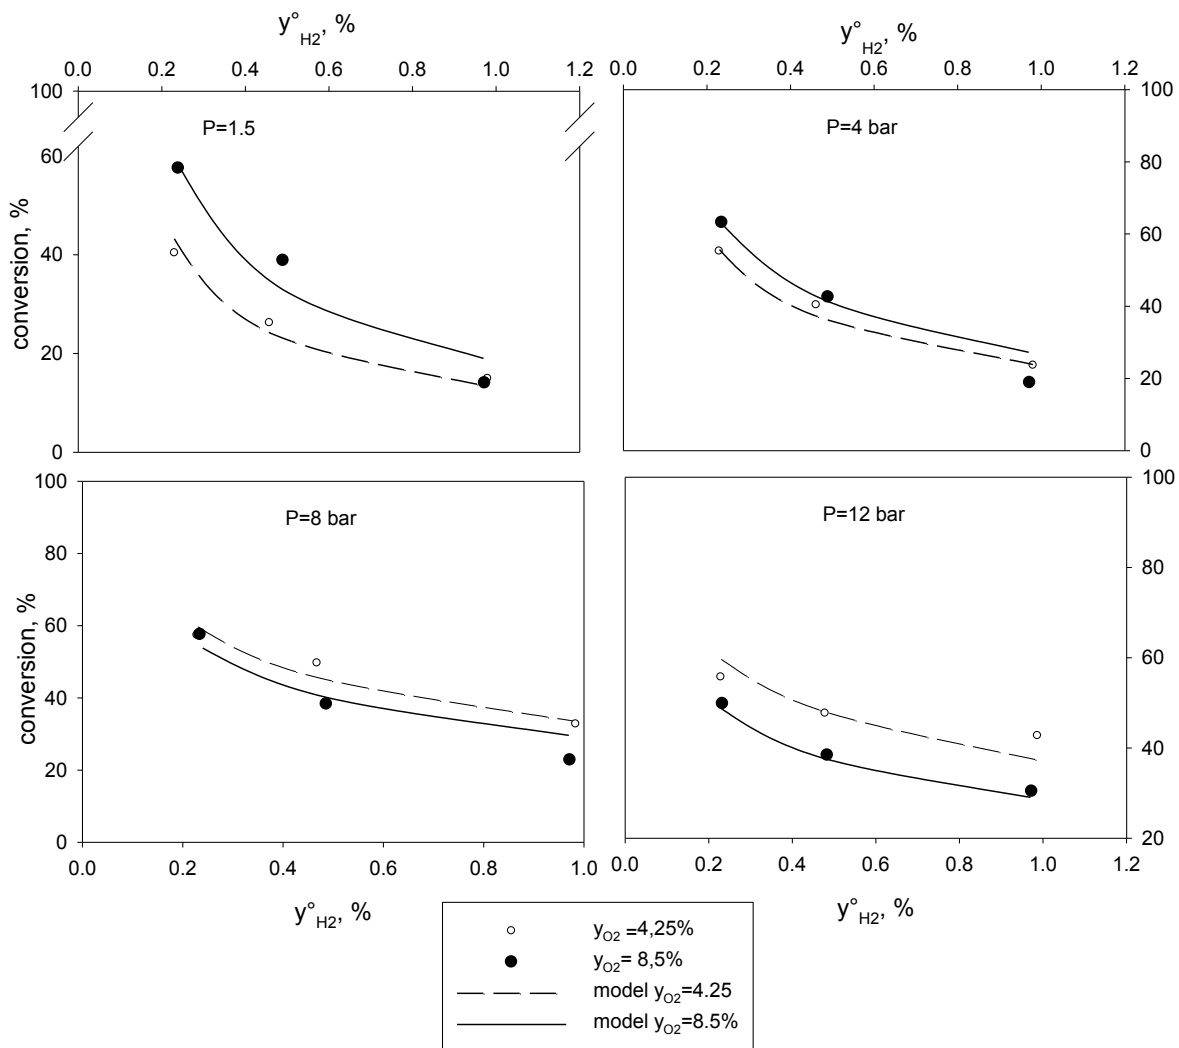 y°H2, %
0.0 0.2 0.4 0.6 0.8 1.0 1.2
100
60
40
20
0
conversion, %
P=1.5
y°H2, %
0.0 0.2 0.4 0.6 0.8 1.0 1.2
P=4 bar
100
80
60
40
20
0
100
80
60
40
20
0
conversion, %
P=8 bar
0.0 0.2 0.4 0.6 0.8 1.0
y°H2, %
P=12 bar
100
80
60
40
20
0.0 0.2 0.4 0.6 0.8 1.0 1.2
y°H2, %
yO2 =4,25%
yO2= 8,5%
model yO2=4.25
model yO2=8.5%